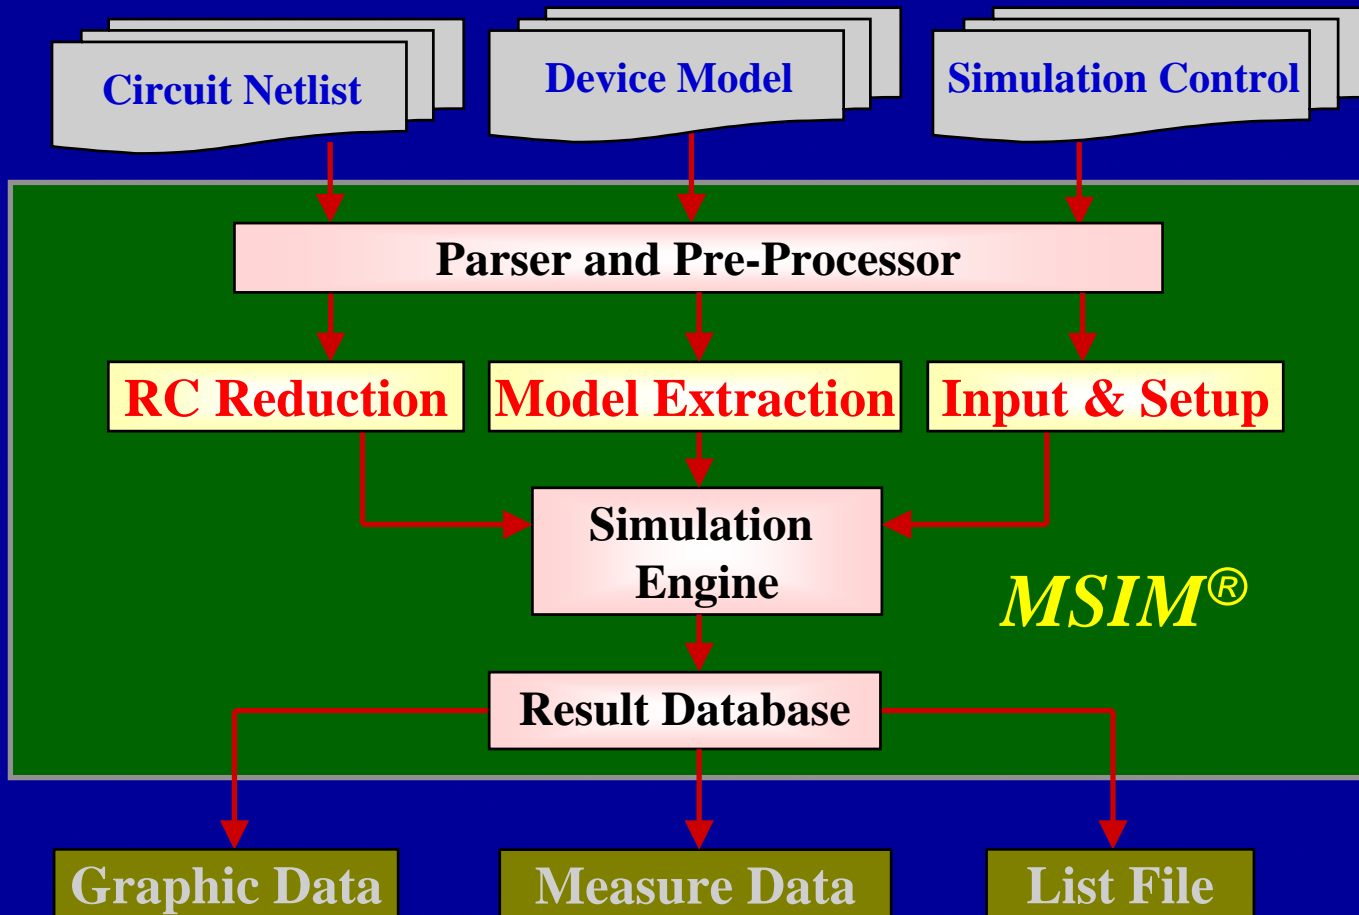 Circuit Netlist
Device Model
Simulation Control
Parser and Pre-Processor
RC Reduction
Model Extraction
Input & Setup
Simulation
Engine
MSIM®
Result Database
Graphic Data
Measure Data
List File